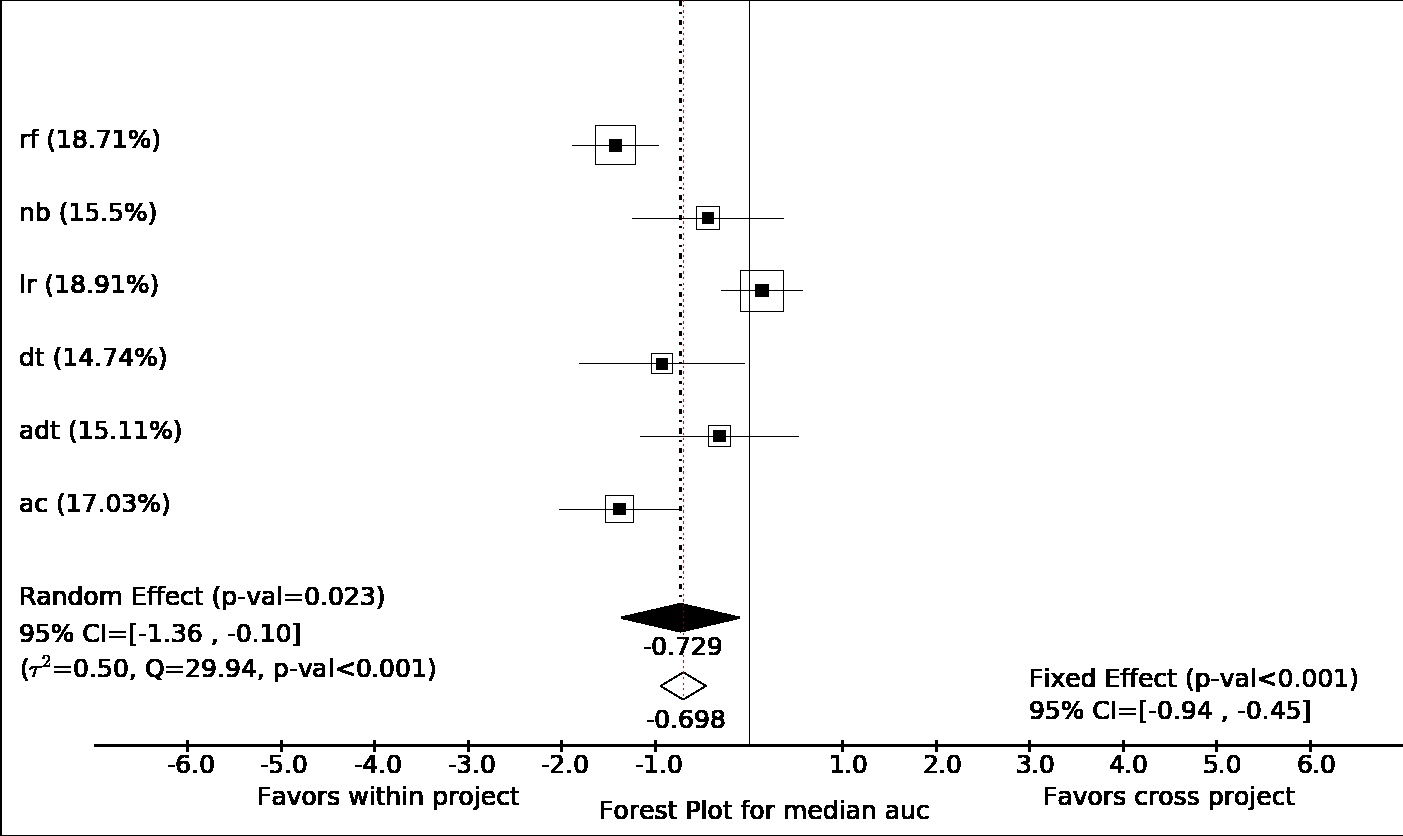 rf (18.71%)
nb (15.5%)
lr (18.91%)
dt (14.74%)
adt (15.11%)
ac (17.03%)
Random Effect (p-val=0.023)
95% CI=[-1.36 , -0.10]
(τ²=0.50, Q=29.94, p-val<0.001)
-0.729
-0.698
Fixed Effect (p-val<0.001)
95% CI=[-0.94 , -0.45]
-6.0 -5.0 -4.0 -3.0 -2.0 -1.0 1.0 2.0 3.0 4.0 5.0 6.0
Favors within project
Forest Plot for median auc
Favors cross project